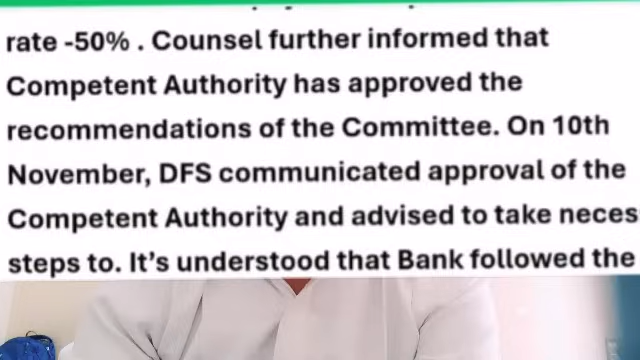 rate -50% . Counsel further informed that
Competent Authority has approved the
recommendations of the Committee. On 10th
November, DFS communicated approval of the
Competent Authority and advised to take neces
steps to. It's understood that Bank followed the